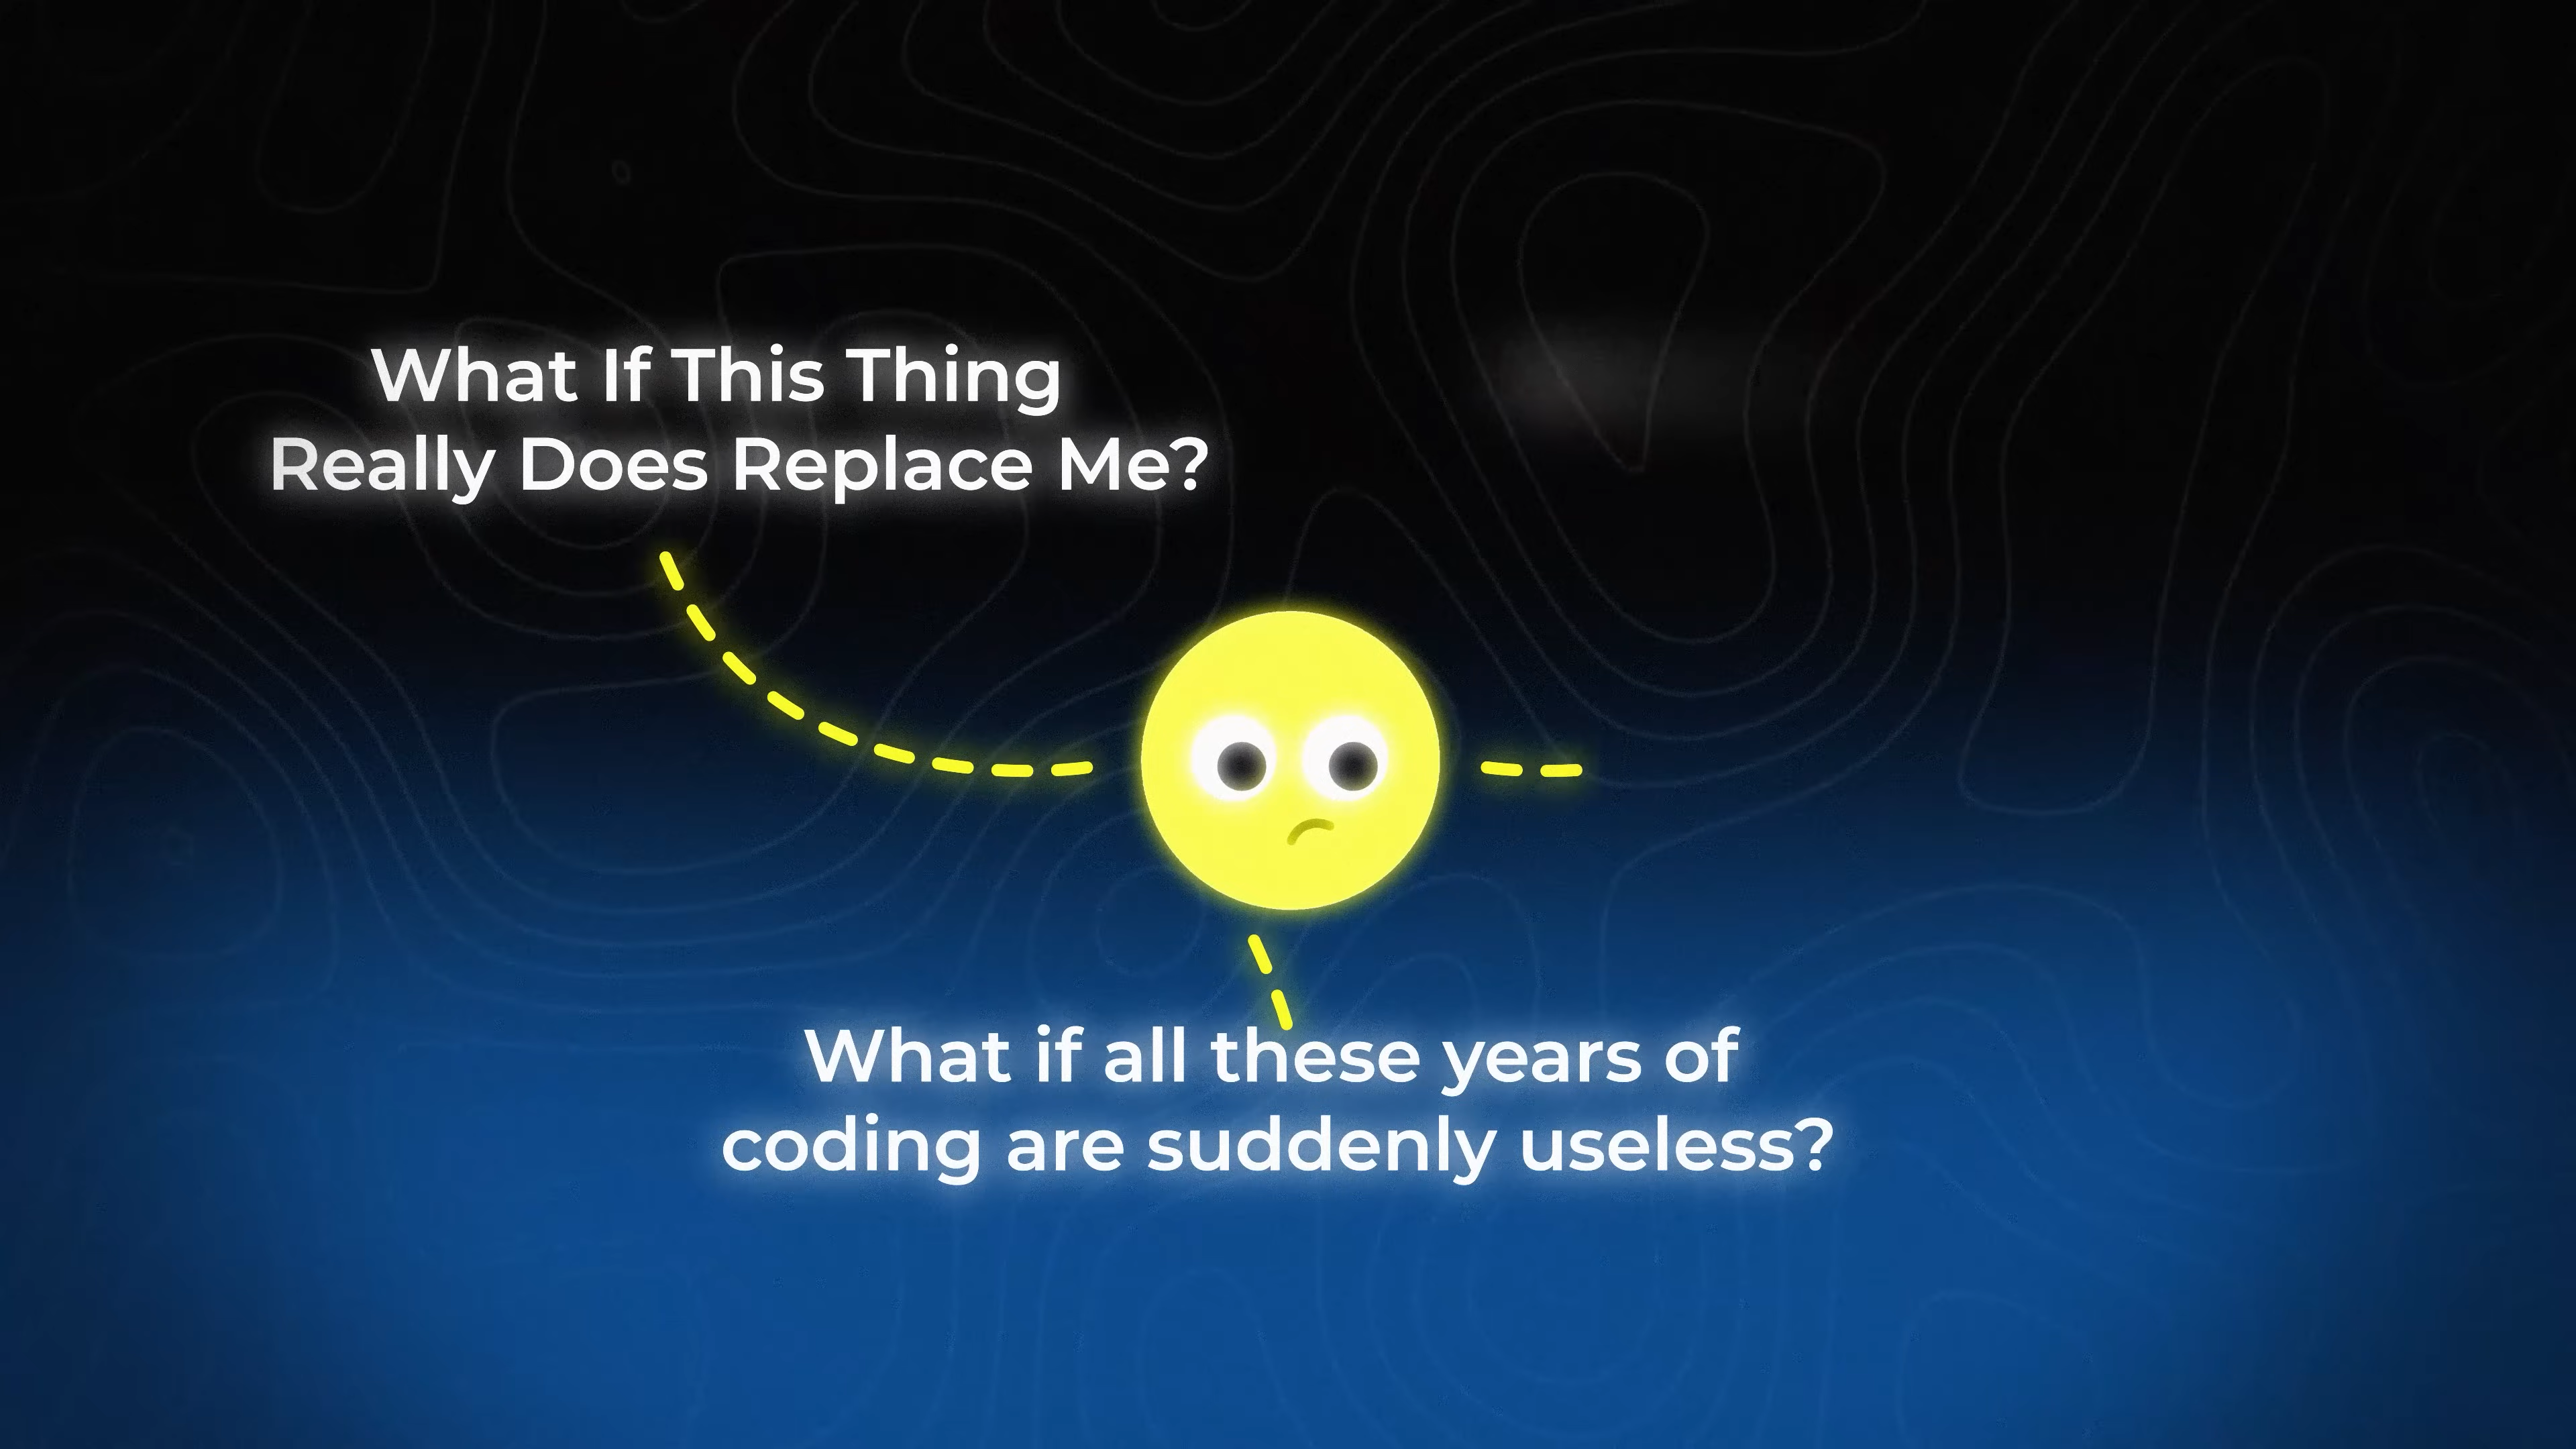 What If This Thing
Really Does Replace Me?
What if all these years of
coding are suddenly useless?